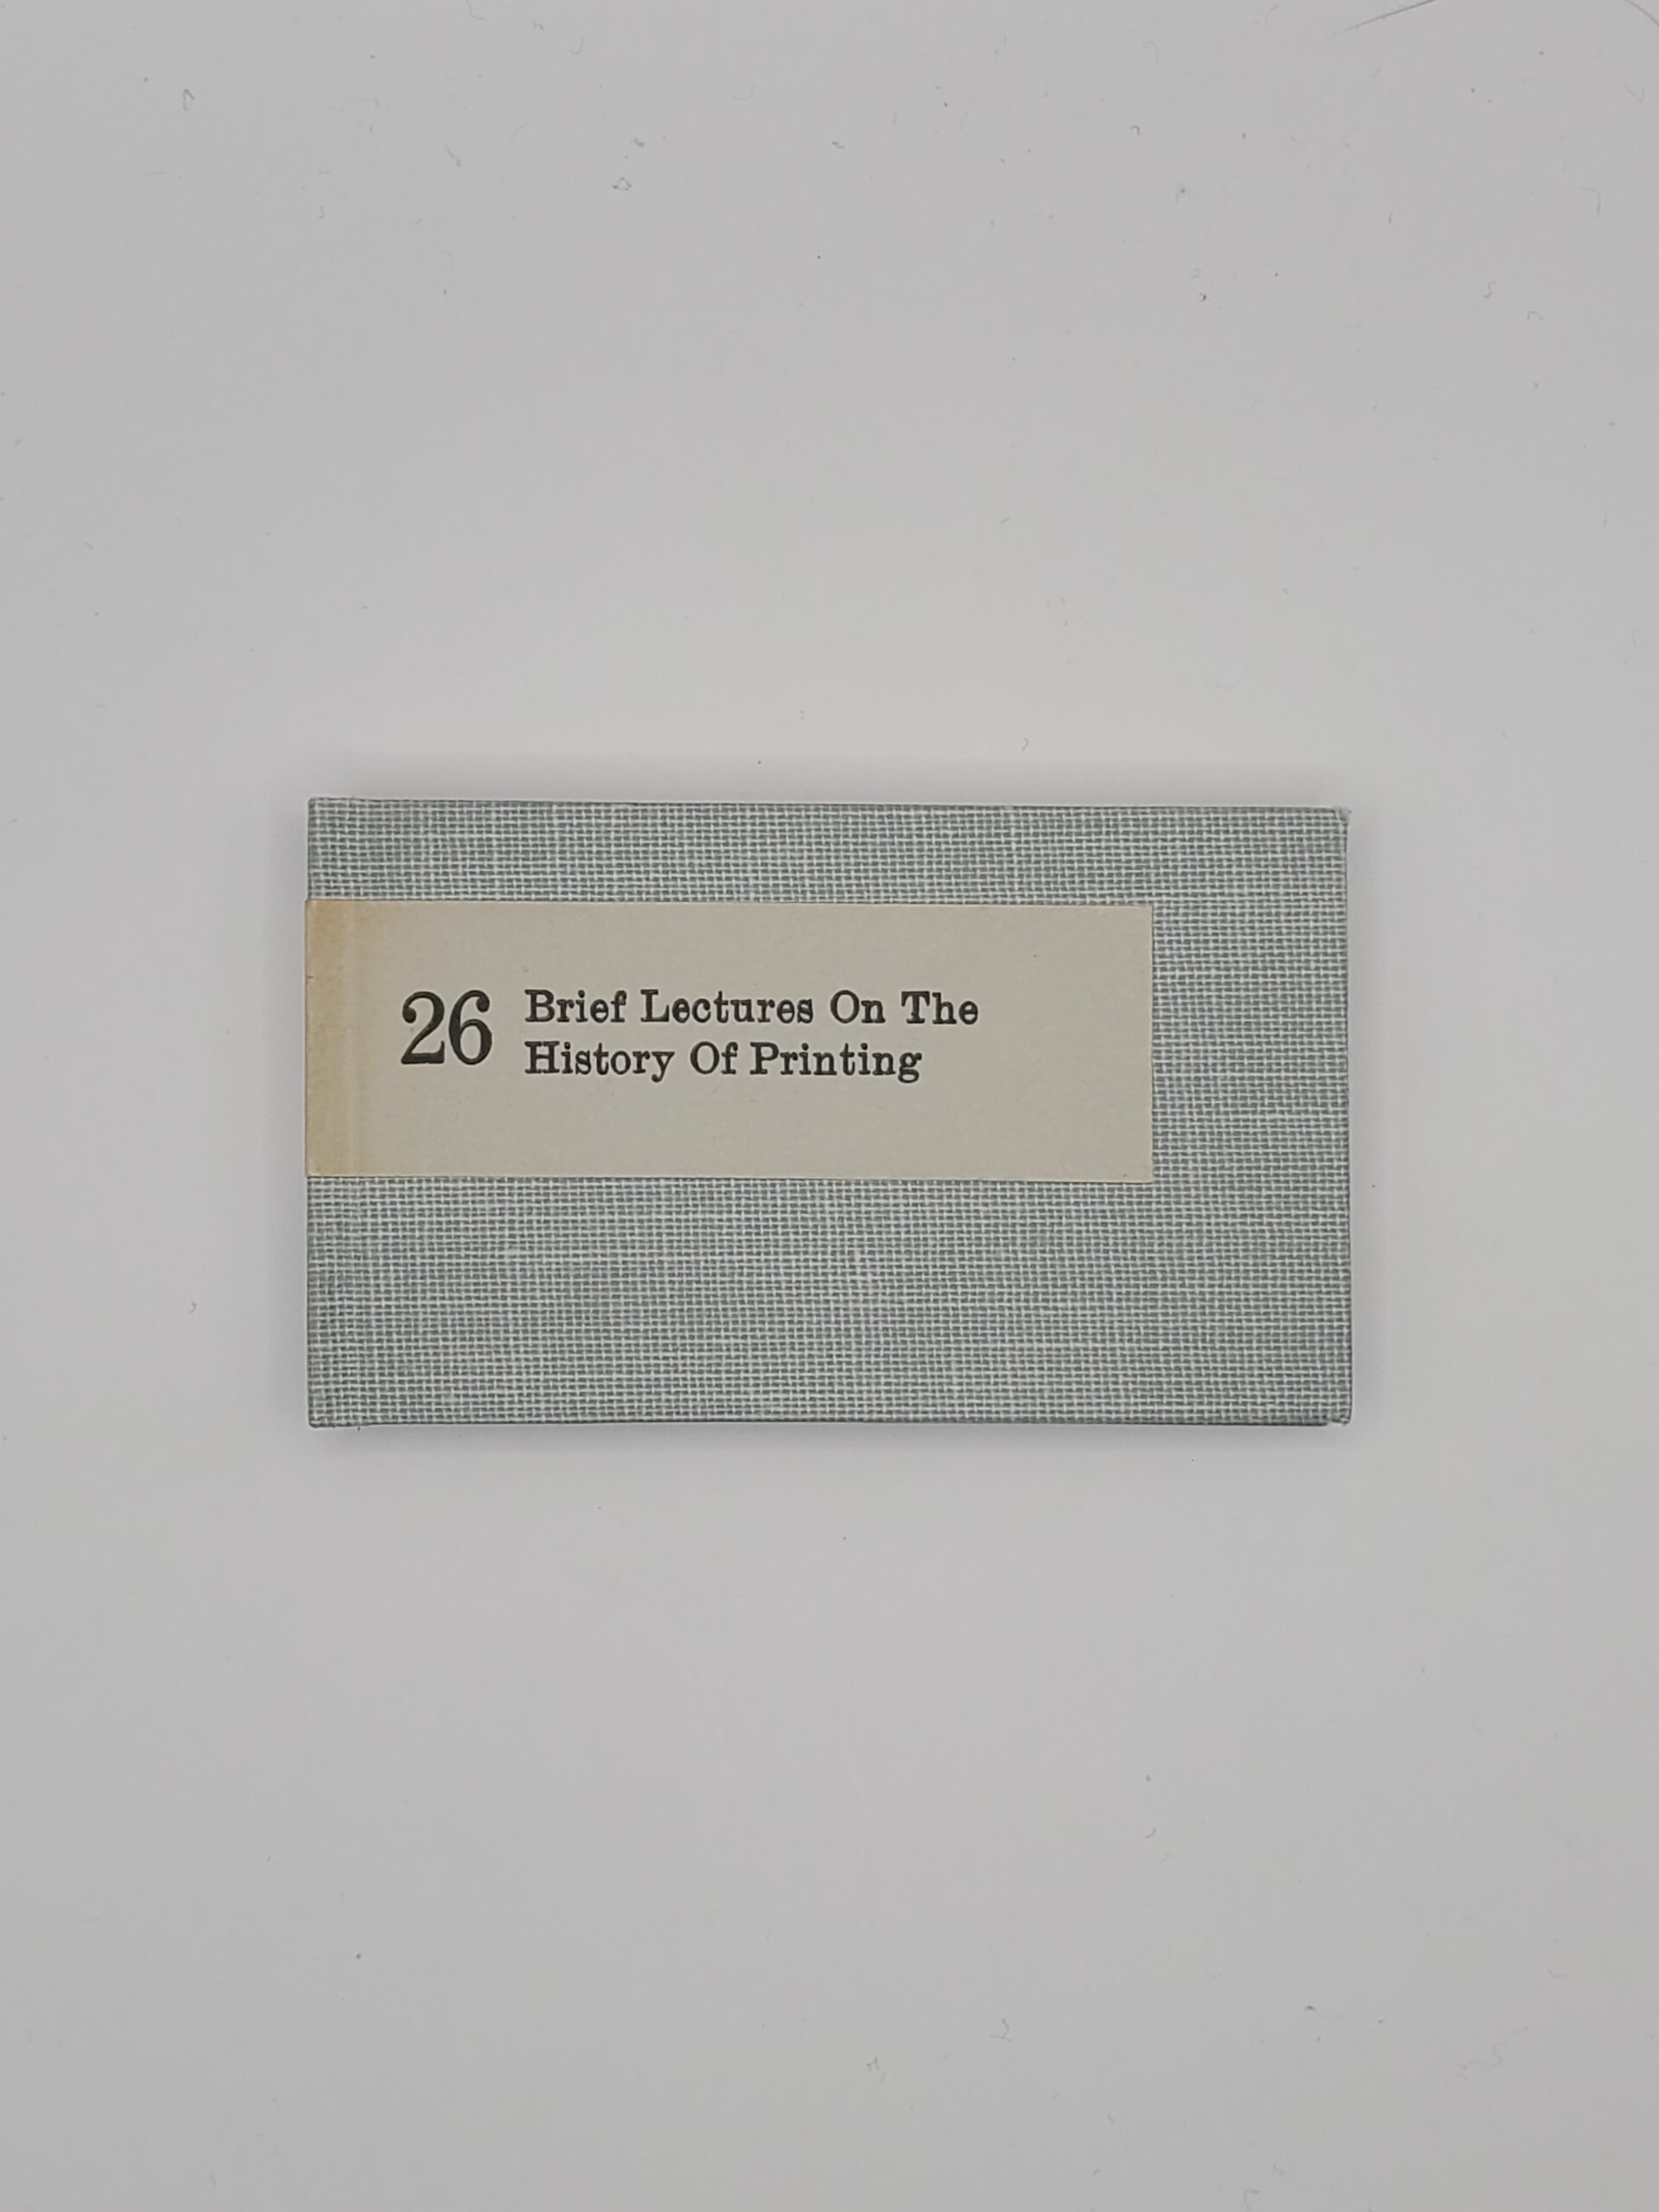 26 Brief Lectures On The
History Of Printing